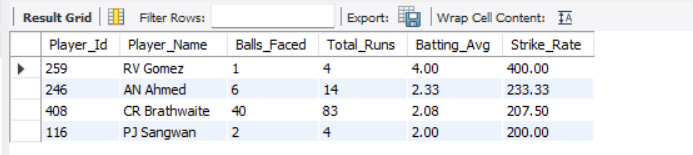 Result Grid Filter Rows: Export: Wrap Cell Content: IA
Player_Id Player_Name Balls_Faced Total_Runs Batting_Avg Strike_Rate
259 RV Gomez 1 4 4.00 400.00
246 AN Ahmed 6 14 2.33 233.33
408 CR Brathwaite 40 83 2.08 207.50
116 PJ Sangwan 2 4 2.00 200.00